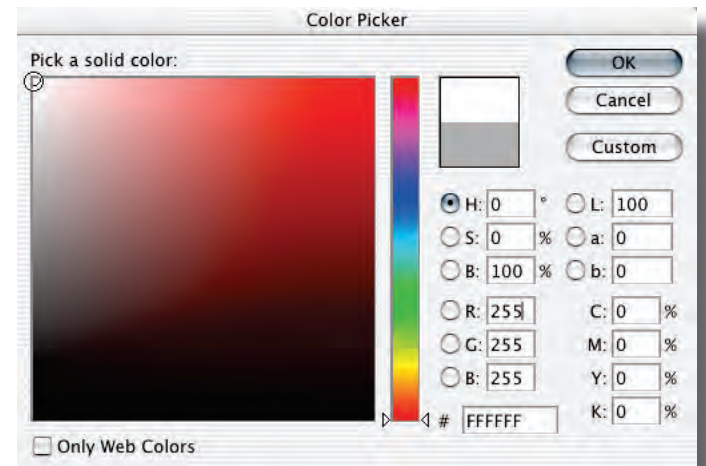 Color Picker
Pick a solid color:
OK
Cancel
Custom
H: 0 ° L: 100
S: 0 % a: 0
B: 100 % b: 0
R: 255 C: 0 %
G: 255 M: 0 %
B: 255 Y: 0 %
# FFFFFF K: 0 %
Only Web Colors